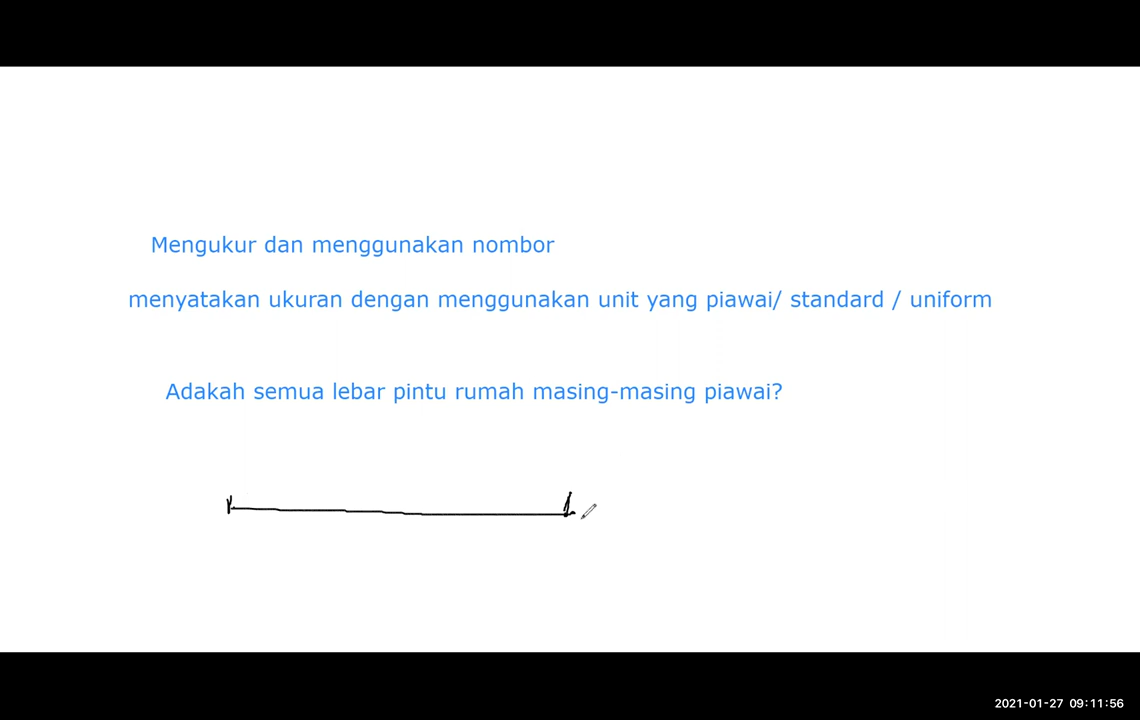 Mengukur dan menggunakan nombor
menyatakan ukuran dengan menggunakan unit yang piawai/ standard / uniform
Adakah semua lebar pintu rumah masing-masing piawai?
2021-01-27 09:11:56